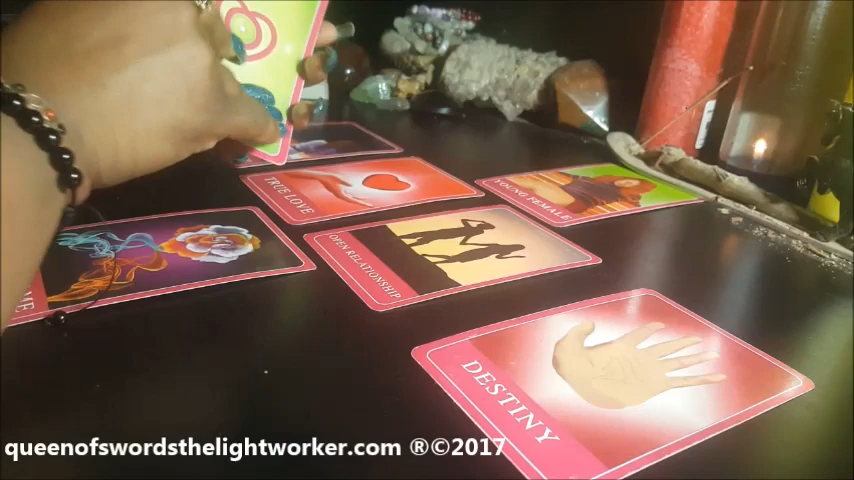 TRUE LOVE
YOUNG FEMALE
OPEN RELATIONSHIP
DESTINY
queenofswordsthelightworker.com ®©2017